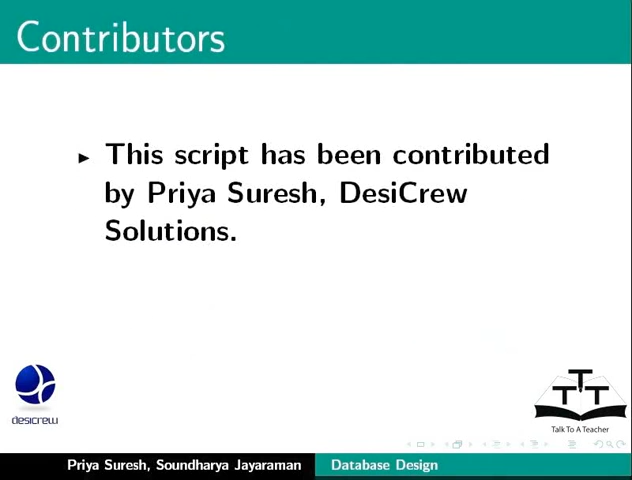 Contributors
This script has been contributed
by Priya Suresh, DesiCrew
Solutions.
desicrew
TTT
Talk To A Teacher
Priya Suresh, Soundharya Jayaraman
Database Design